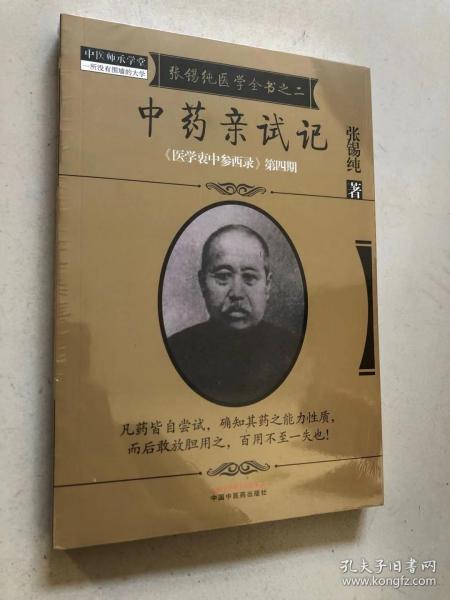 中医师承学堂
一所没有围墙的大学
张锡纯医学全书之二
中药亲试记
《医学衷中参西录》第四期
张锡纯
著
凡药皆自尝试，确知其药之能力性质，
而后敢放胆用之，百用不至一失也！
中国中医药出版社
孔夫子旧书网
www.kongfz.com